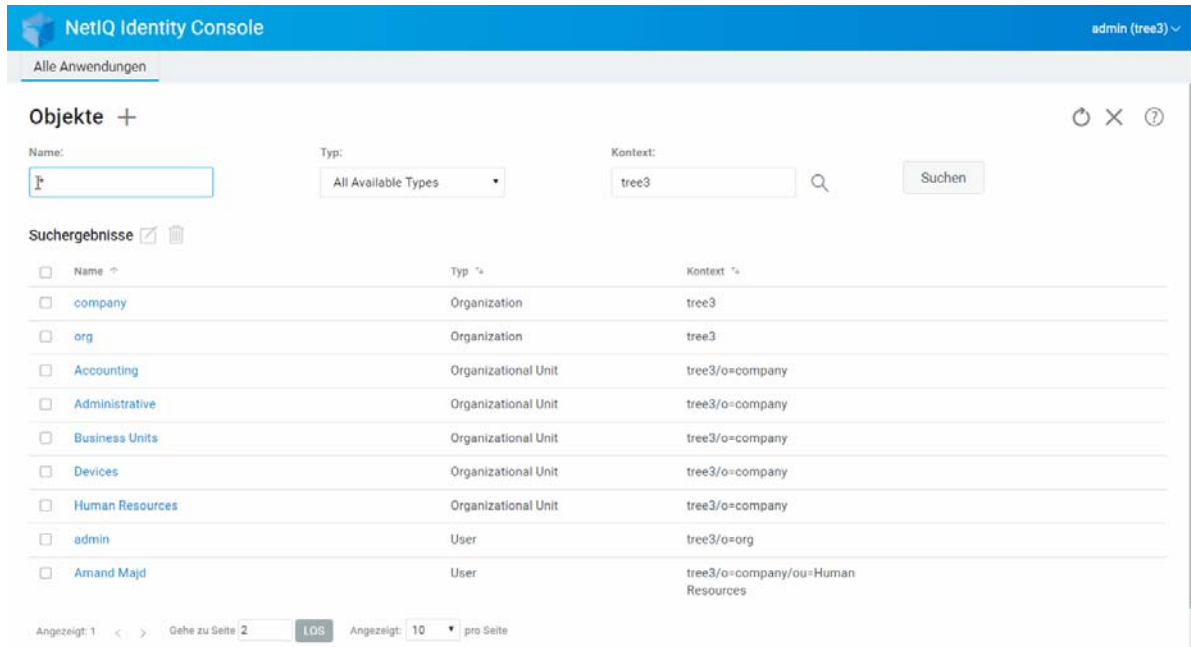 NetIQ Identity Console
admin (tree3)
Alle Anwendungen
Objekte
Name: Typ: Kontext:
* All Available Types tree3 Suchen
Suchergebnisse
Name Typ Kontext
company Organization tree3
org Organization tree3
Accounting Organizational Unit tree3/o=company
Administrative Organizational Unit tree3/o=company
Business Units Organizational Unit tree3/o=company
Devices Organizational Unit tree3/o=company
Human Resources Organizational Unit tree3/o=company
admin User tree3/o=org
Amand Majd User tree3/o=company/ou=Human
Resources
Angezeigt: 1 < > Gehe zu Seite 2 LOS Angezeigt: 10 pro Seite